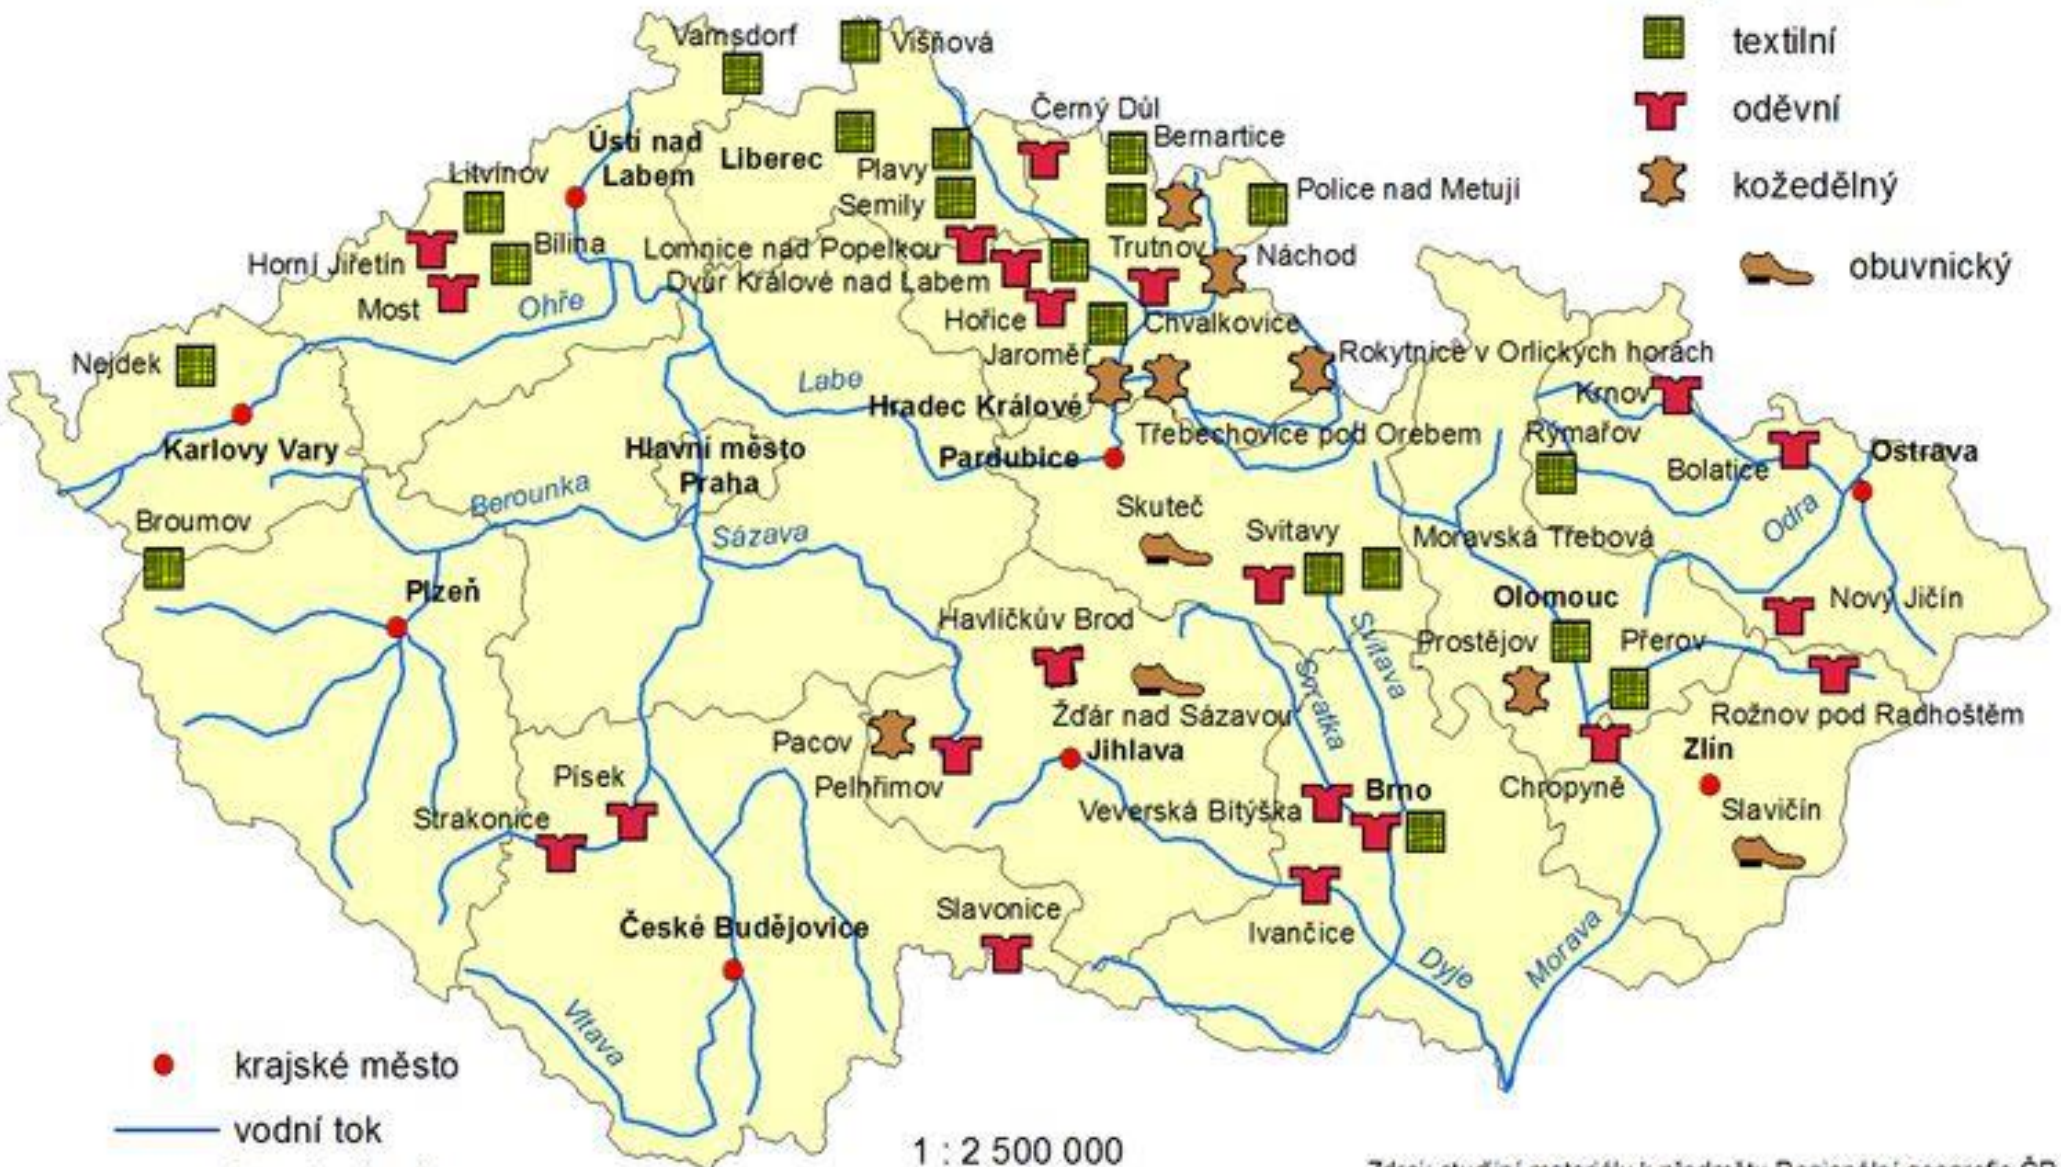 textilní
oděvní
kožedělný
obuvnický
Varnsdorf
Višňová
Černý Důl
Bernartice
Ústí nad
Labem
Liberec
Plavy
Litvínov
Semily
Police nad Metují
Bílina
Lomnice nad Popelkou
Trutnov
Náchod
Horní Jiřetín
Dvůr Králové nad Labem
Most
Ohře
Hořice
Chvalkovice
Jaroměř
Rokytnice v Orlických horách
Nejdek
Labe
Krnov
Hradec Králové
Třebechovice pod Orebem
Rýmařov
Karlovy Vary
Hlavní město
Praha
Pardubice
Bolatice
Ostrava
Berounka
Broumov
Sázava
Skuteč
Svitavy
Moravská Třebová
Odra
Plzeň
Olomouc
Nový Jičín
Havlíčkův Brod
Svitava
Prostějov
Přerov
Svratka
Žďár nad Sázavou
Rožnov pod Radhoštěm
Pacov
Jihlava
Zlín
Písek
Pelhřimov
Chropyně
Strakonice
Veverská Bítýška
Brno
Slavičín
České Budějovice
Slavonice
Ivančice
Dyje
Morava
Vltava
krajské město
vodní tok
1 : 2 500 000